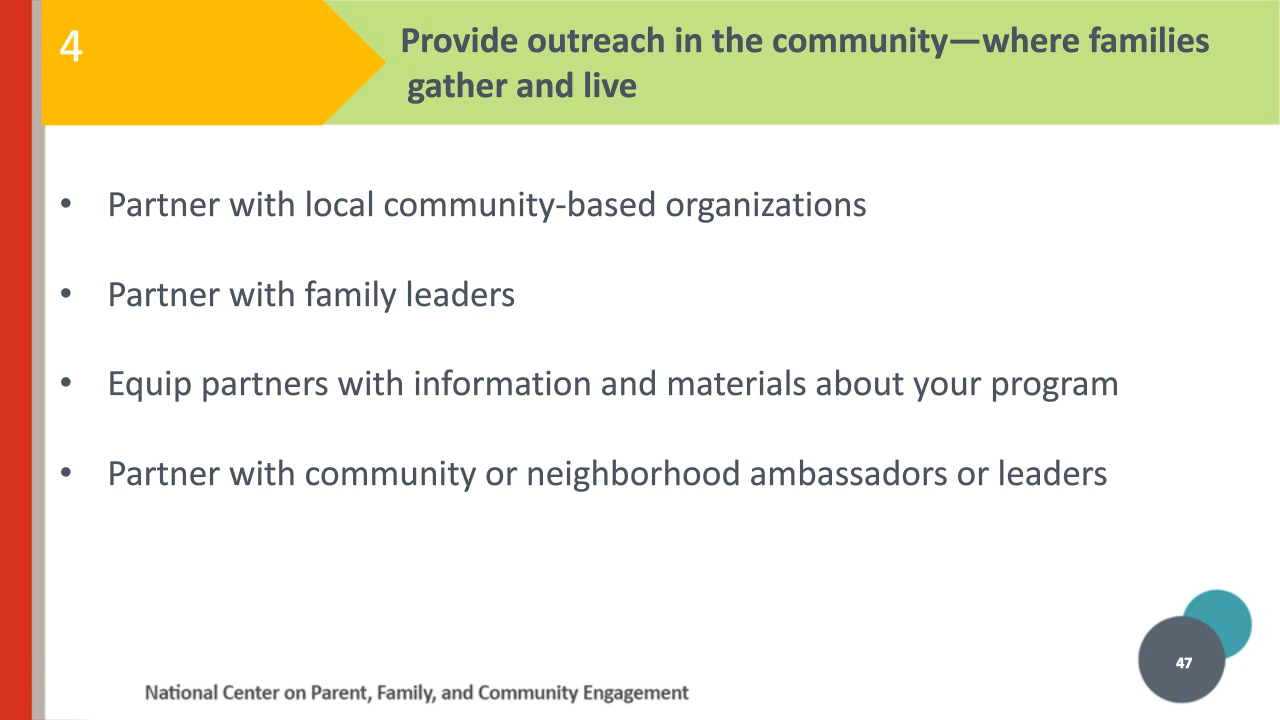 4
Provide outreach in the community—where families
gather and live
• Partner with local community-based organizations
• Partner with family leaders
• Equip partners with information and materials about your program
• Partner with community or neighborhood ambassadors or leaders
47
National Center on Parent, Family, and Community Engagement